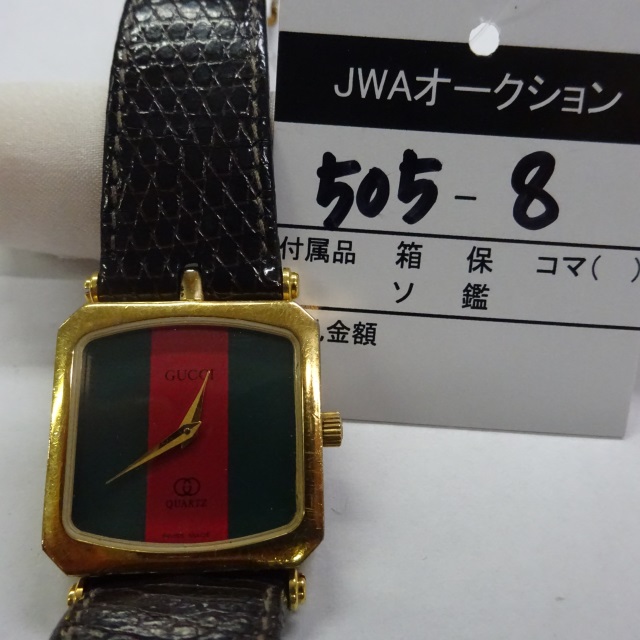 JWAオークション
505-8
付属品 箱 保 コマ( )
ソ 鑑
金額
GUCCI
QUARTZ